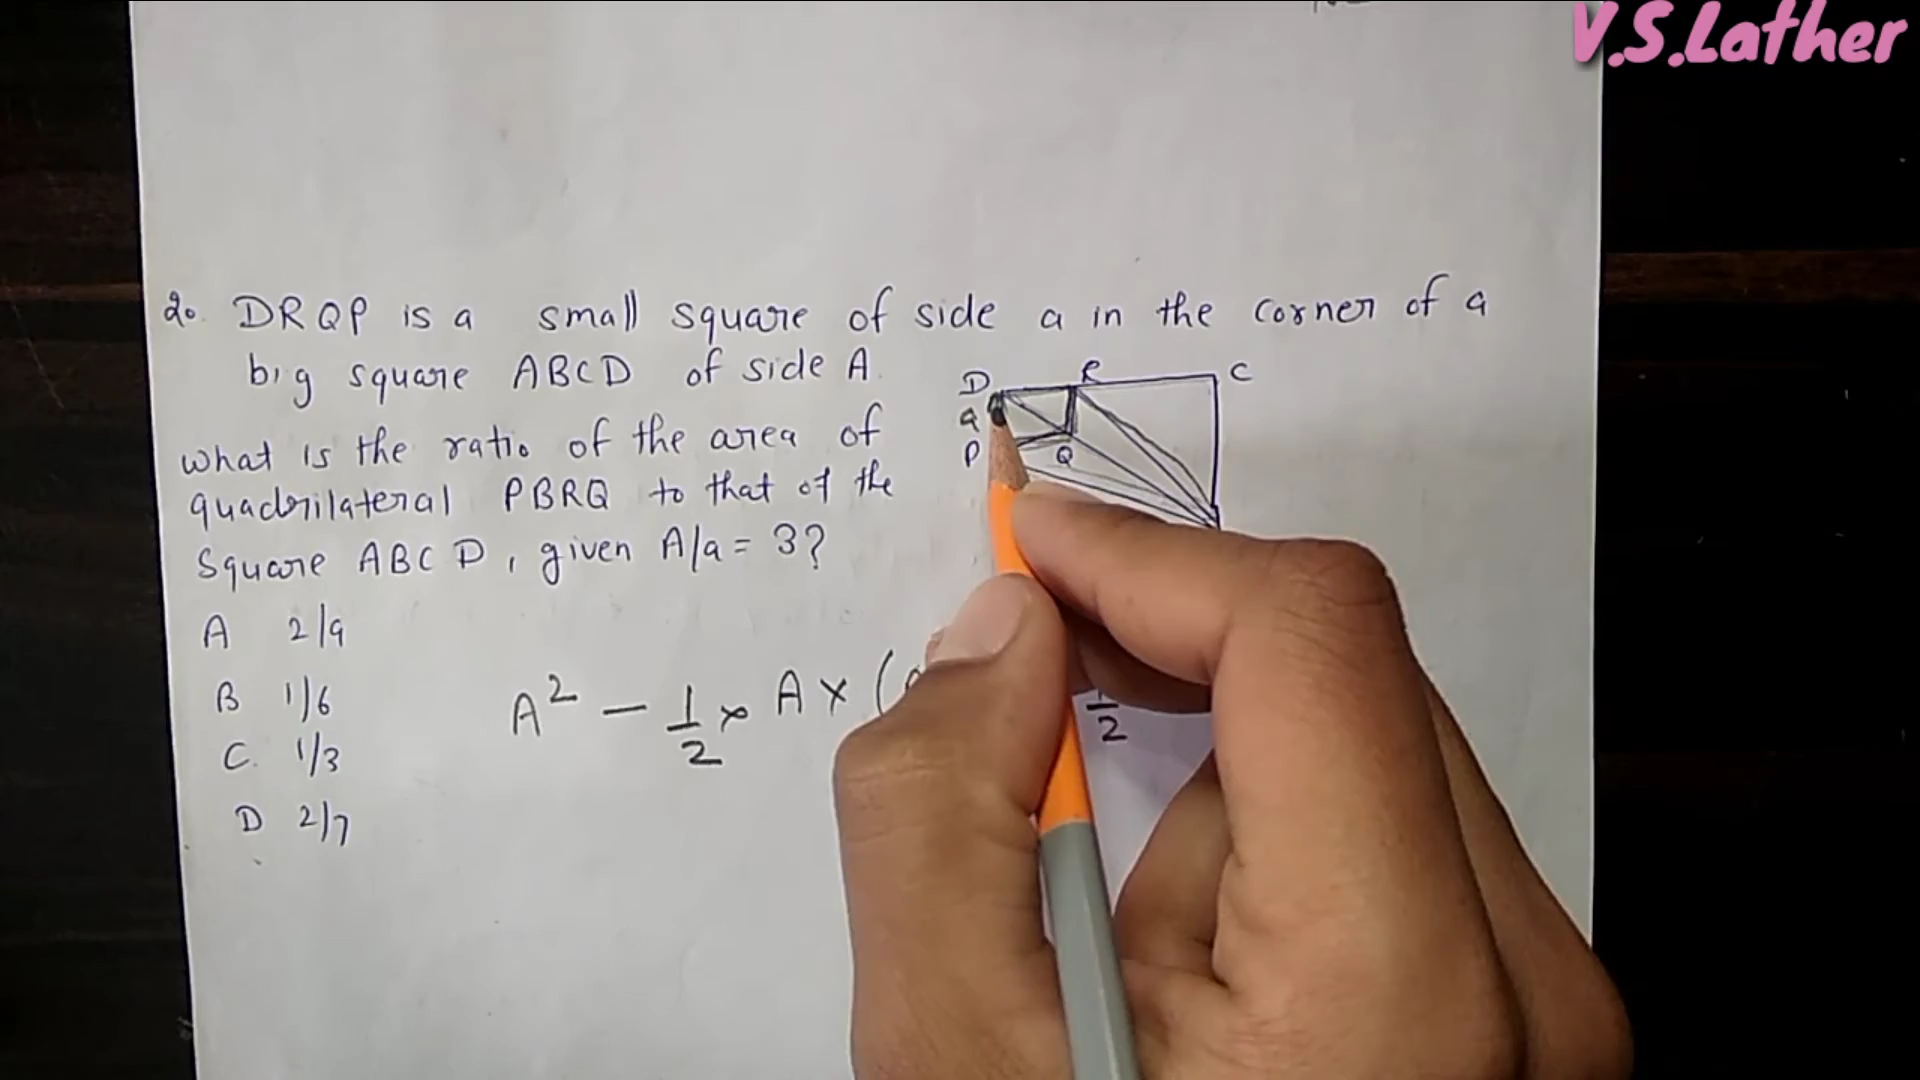 V.S.Lather
20. DRQP is a small square of side a in the corner of a
big square ABCD of side A.
what is the ratio of the area of
quadrilateral PBRQ to that of the
Square ABCD, given A/a = 3?
D R C
a
P Q
A 2/9
B 1/6
C. 1/3
D 2/7
A² - 1/2 × A × (
1/2